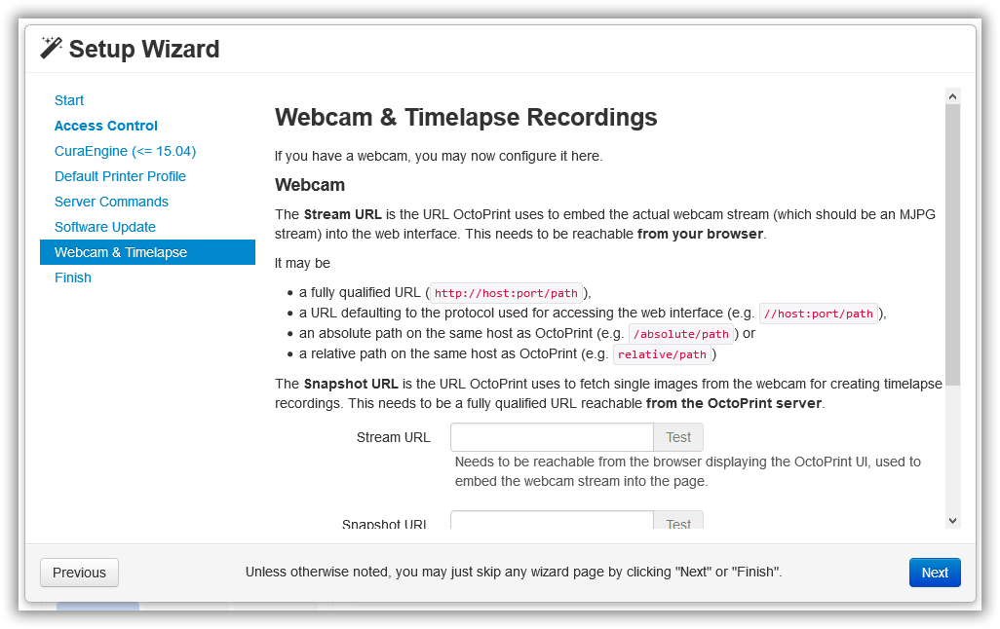 Setup Wizard
Start
Access Control
CuraEngine (<= 15.04)
Default Printer Profile
Server Commands
Software Update
Webcam & Timelapse
Finish
Webcam & Timelapse Recordings
If you have a webcam, you may now configure it here.
Webcam
The Stream URL is the URL OctoPrint uses to embed the actual webcam stream (which should be an MJPG
stream) into the web interface. This needs to be reachable from your browser.
It may be
• a fully qualified URL (http://host:port/path),
• a URL defaulting to the protocol used for accessing the web interface (e.g. //host:port/path),
• an absolute path on the same host as OctoPrint (e.g. /absolute/path) or
• a relative path on the same host as OctoPrint (e.g. relative/path)
The Snapshot URL is the URL OctoPrint uses to fetch single images from the webcam for creating timelapse
recordings. This needs to be a fully qualified URL reachable from the OctoPrint server.
Stream URL Test
Needs to be reachable from the browser displaying the OctoPrint UI, used to
embed the webcam stream into the page.
Snapshot URL Test
Previous Unless otherwise noted, you may just skip any wizard page by clicking "Next" or "Finish". Next